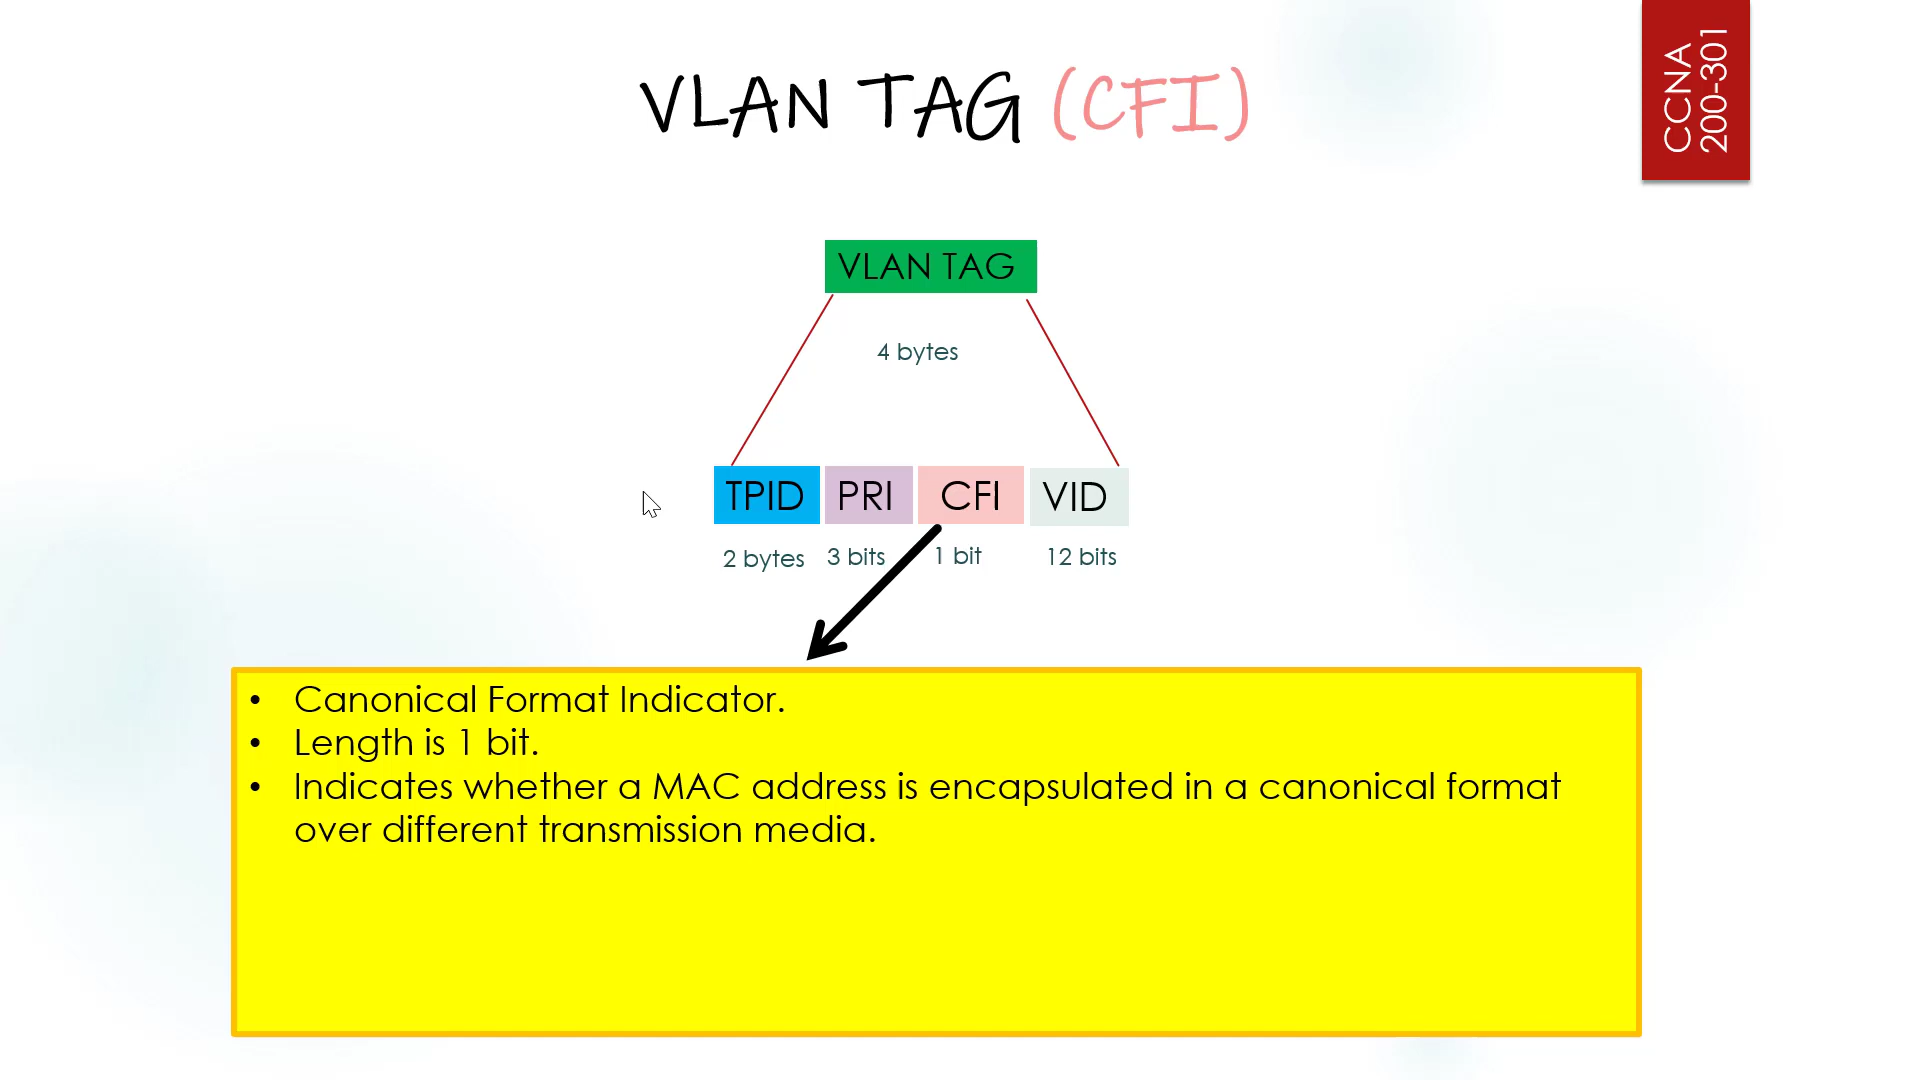 VLAN TAG (CFI)
CCNA
200-301
VLAN TAG
4 bytes
TPID PRI CFI VID
2 bytes 3 bits 1 bit 12 bits
• Canonical Format Indicator.
• Length is 1 bit.
• Indicates whether a MAC address is encapsulated in a canonical format
over different transmission media.